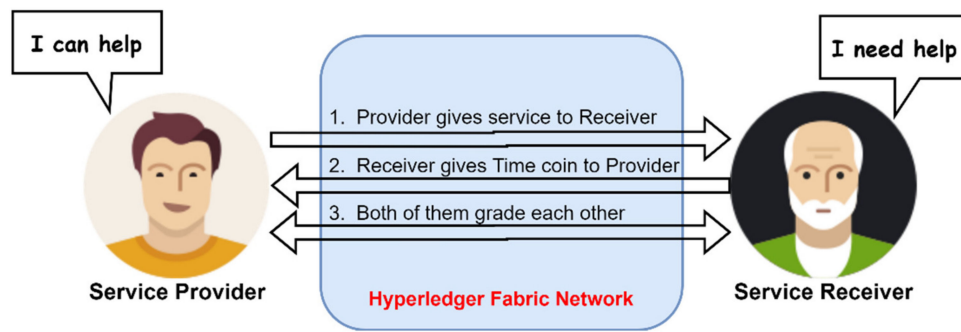 I can help
I need help
1. Provider gives service to Receiver
2. Receiver gives Time coin to Provider
3. Both of them grade each other
Service Provider
Hyperledger Fabric Network
Service Receiver